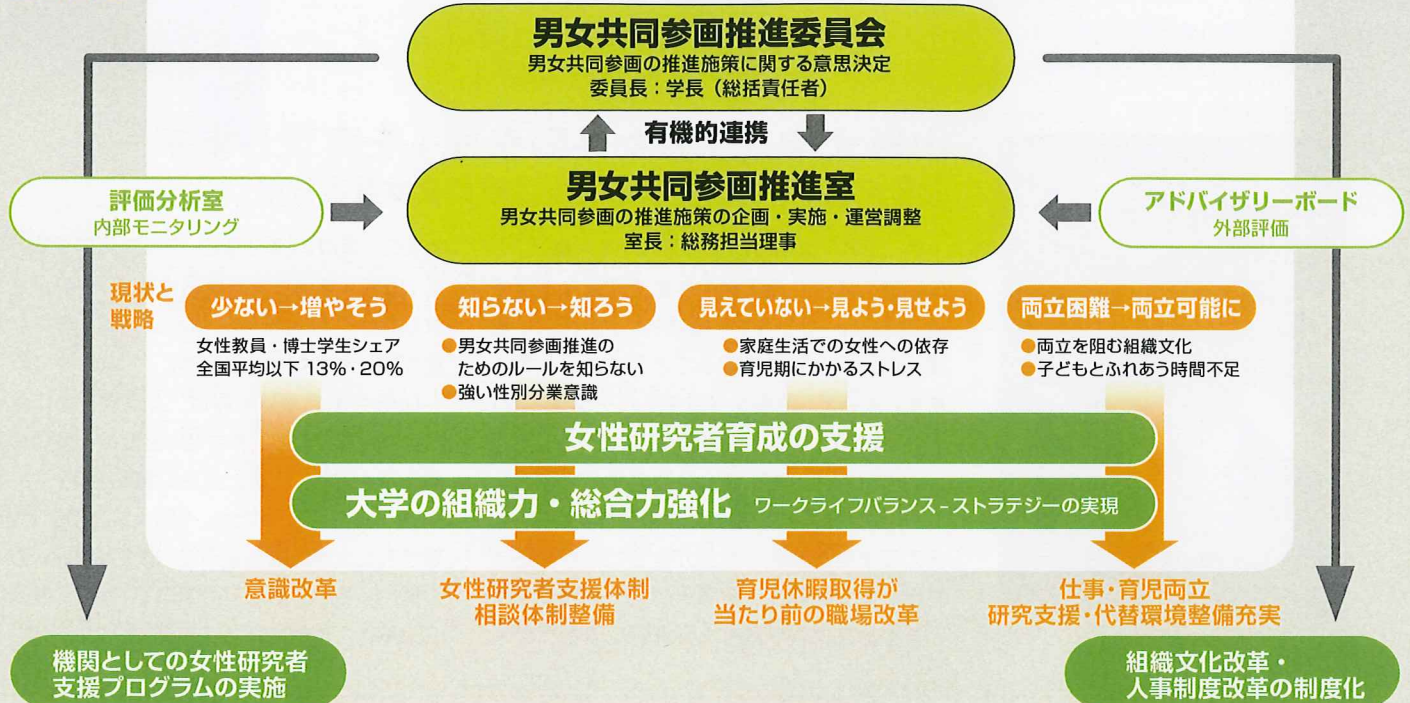 男女共同参画推進委員会
男女共同参画の推進施策に関する意思決定
委員長：学長（総括責任者）
有機的連携
男女共同参画推進室
男女共同参画の推進施策の企画・実施・運営調整
室長：総務担当理事
評価分析室
内部モニタリング
アドバイザリーボード
外部評価
現状と
戦略
少ない→増やそう
女性教員・博士学生シェア
全国平均以下 13%・20%
知らない→知ろう
●男女共同参画推進の
ためのルールを知らない
●強い性別分業意識
見えていない→見よう・見せよう
●家庭生活での女性への依存
●育児期にかかるストレス
両立困難→両立可能に
●両立を阻む組織文化
●子どもとふれあう時間不足
女性研究者育成の支援
大学の組織力・総合力強化 ワークライフバランス－ストラテジーの実現
意識改革
女性研究者支援体制
相談体制整備
育児休暇取得が
当たり前の職場改革
仕事・育児両立
研究支援・代替環境整備充実
機関としての女性研究者
支援プログラムの実施
組織文化改革・
人事制度改革の制度化